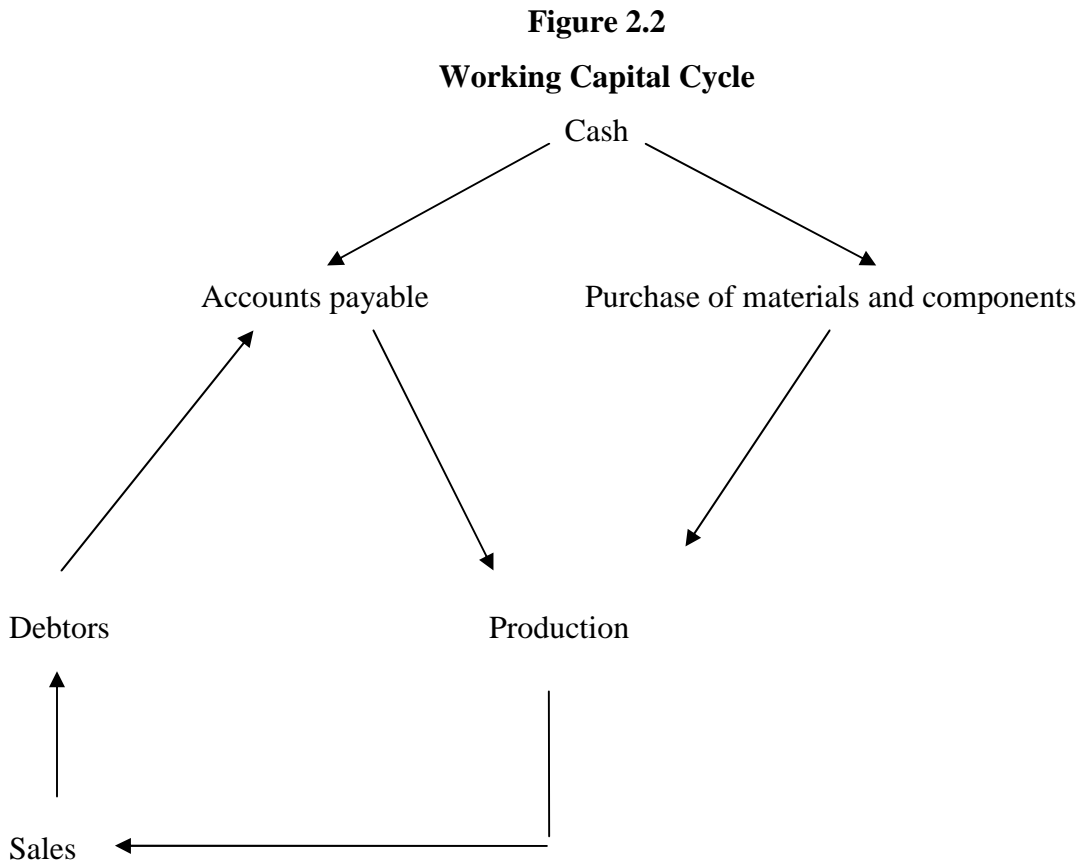 Figure 2.2
Working Capital Cycle
Cash
Accounts payable
Purchase of materials and components
Debtors
Production
Sales